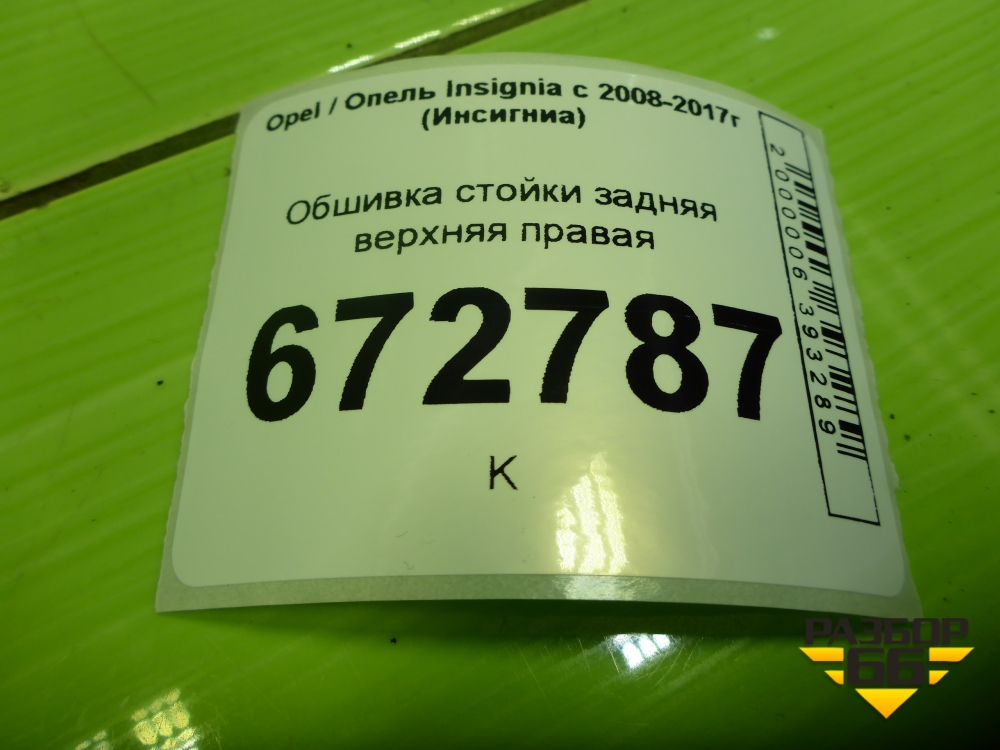 Opel / Опель Insignia с 2008-2017г
(Инсигниа)
Обшивка стойки задняя
верхняя правая
672787
К
2000006393289
РАЗБОР
66